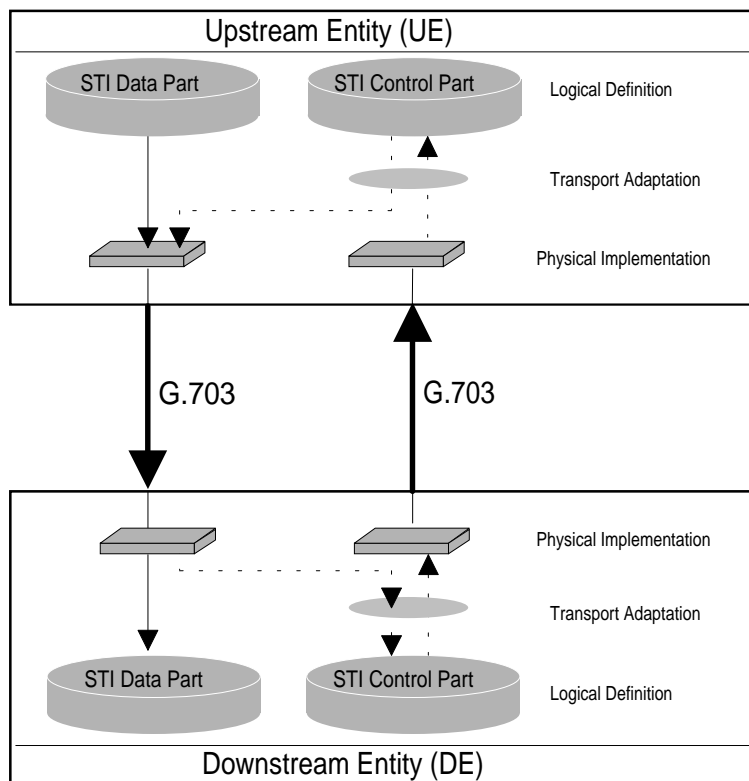 Upstream Entity (UE)
STI Data Part
STI Control Part
Logical Definition
Transport Adaptation
Physical Implementation
G.703
G.703
Physical Implementation
Transport Adaptation
STI Data Part
STI Control Part
Logical Definition
Downstream Entity (DE)